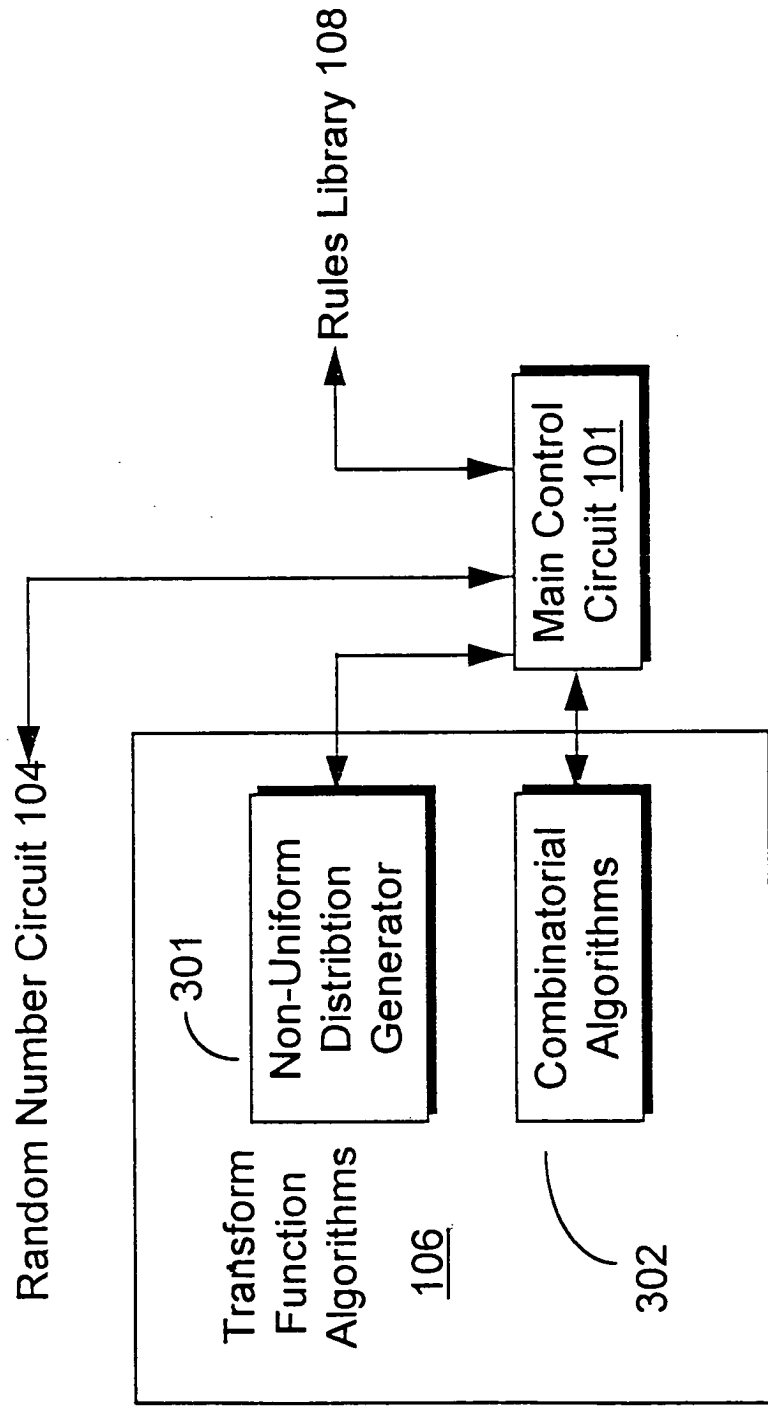 Random Number Circuit 104
Rules Library 108
Transform
Function
Algorithms
106
301
Non-Uniform
Distribtion
Generator
Combinatorial
Algorithms
302
Main Control
Circuit 101